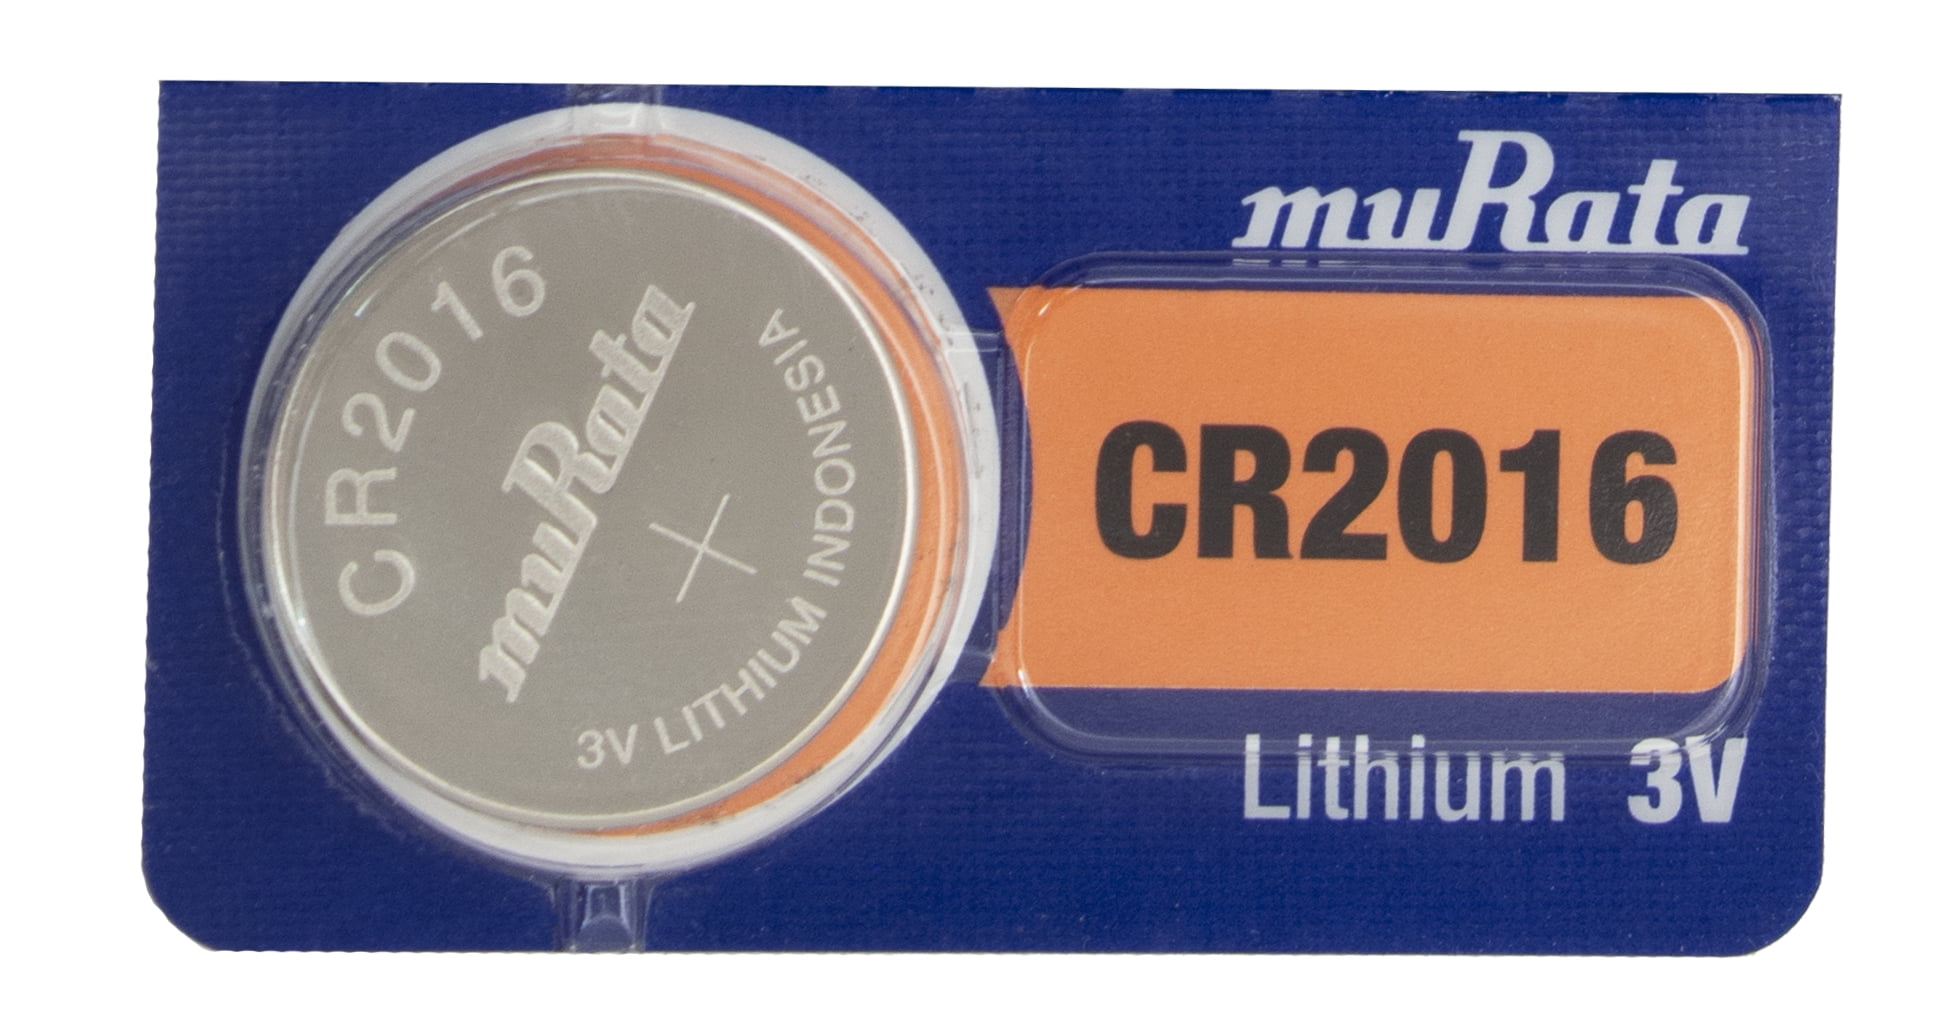 CR2016
muRata
+
3V LITHIUM INDONESIA
muRata
CR2016
Lithium 3V